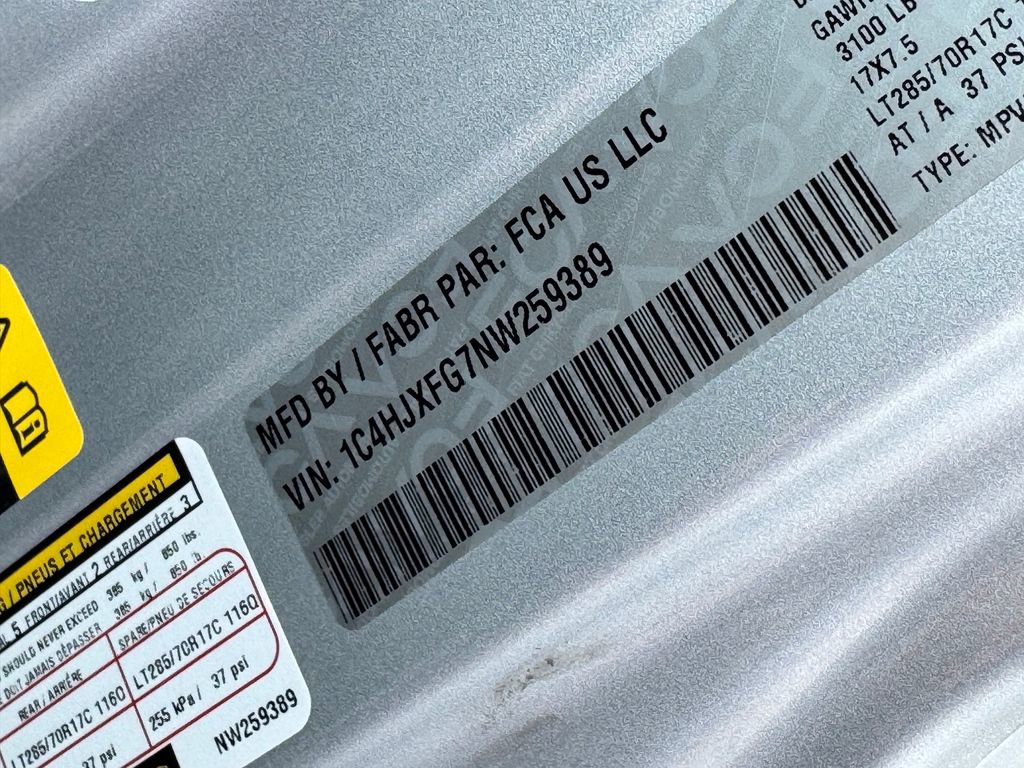 GAWR
3100 LB
17X7.5
LT285/70R17C
AT / A 37 PSI
TYPE: MPV
MFD BY / FABR PAR: FCA US LLC
VIN: 1C4HJXFG7NW259389
/ PNEUS ET CHARGEMENT
5 FRONT/AVANT 2 REAR/ARRIÈRE 3
SHOULD NEVER EXCEED 385 kg / 850 lbs.
DOIT JAMAIS DÉPASSER 385 kg / 850 lb.
REAR / ARRIÈRE SPARE/PNEU DE SECOURS
LT285/70R17C 116Q LT285/70R17C 116Q
37 psi 255 kPa / 37 psi
NW259389